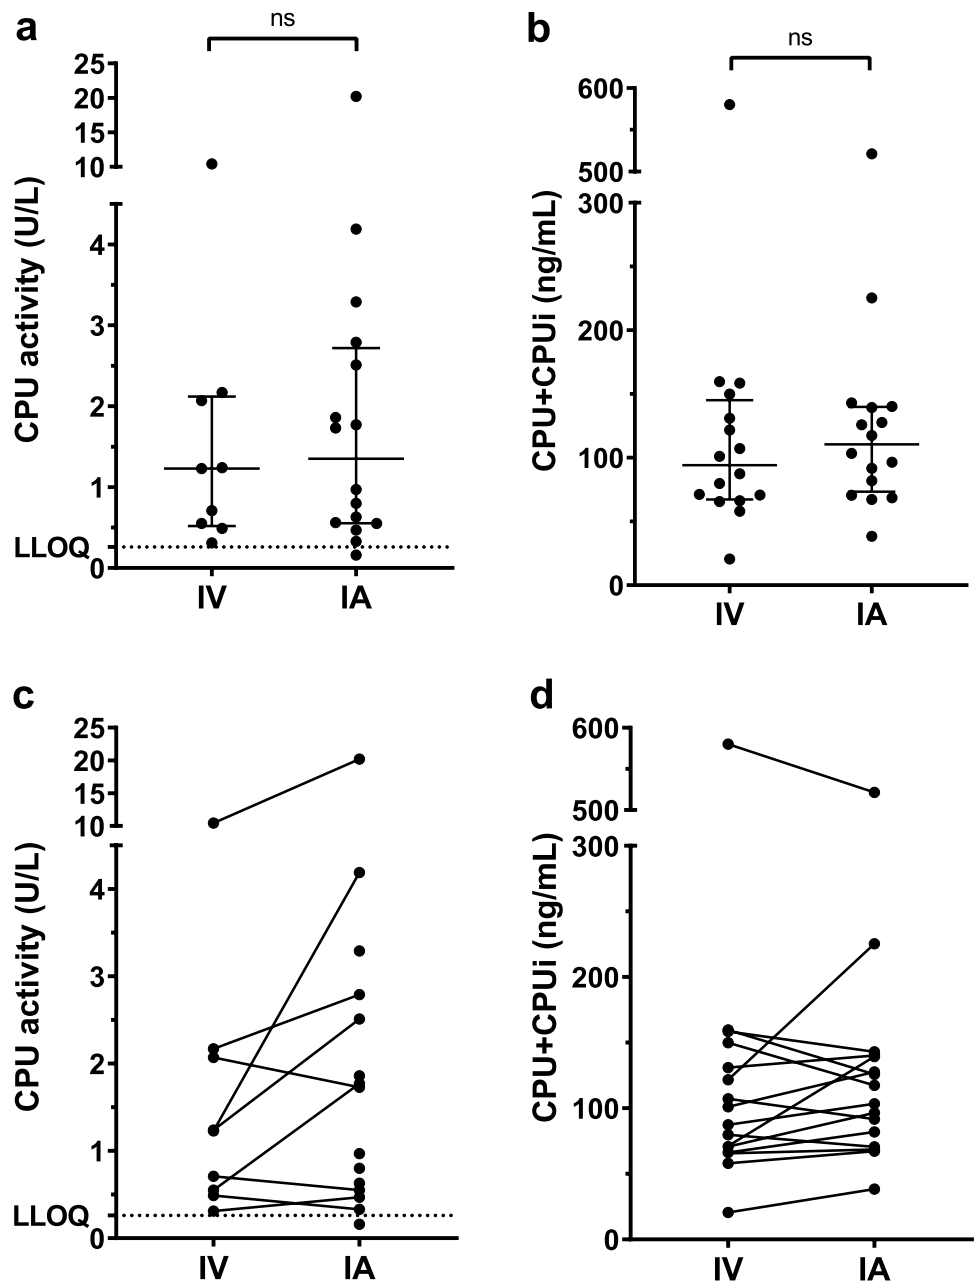 a
ns
25
20
15
10
4
3
2
1
0
LLOQ
CPU activity (U/L)
IV
IA
b
ns
600
500
300
200
100
0
CPU+CPUi (ng/mL)
IV
IA
c
25
20
15
10
4
3
2
1
0
LLOQ
CPU activity (U/L)
IV
IA
d
600
500
300
200
100
0
CPU+CPUi (ng/mL)
IV
IA